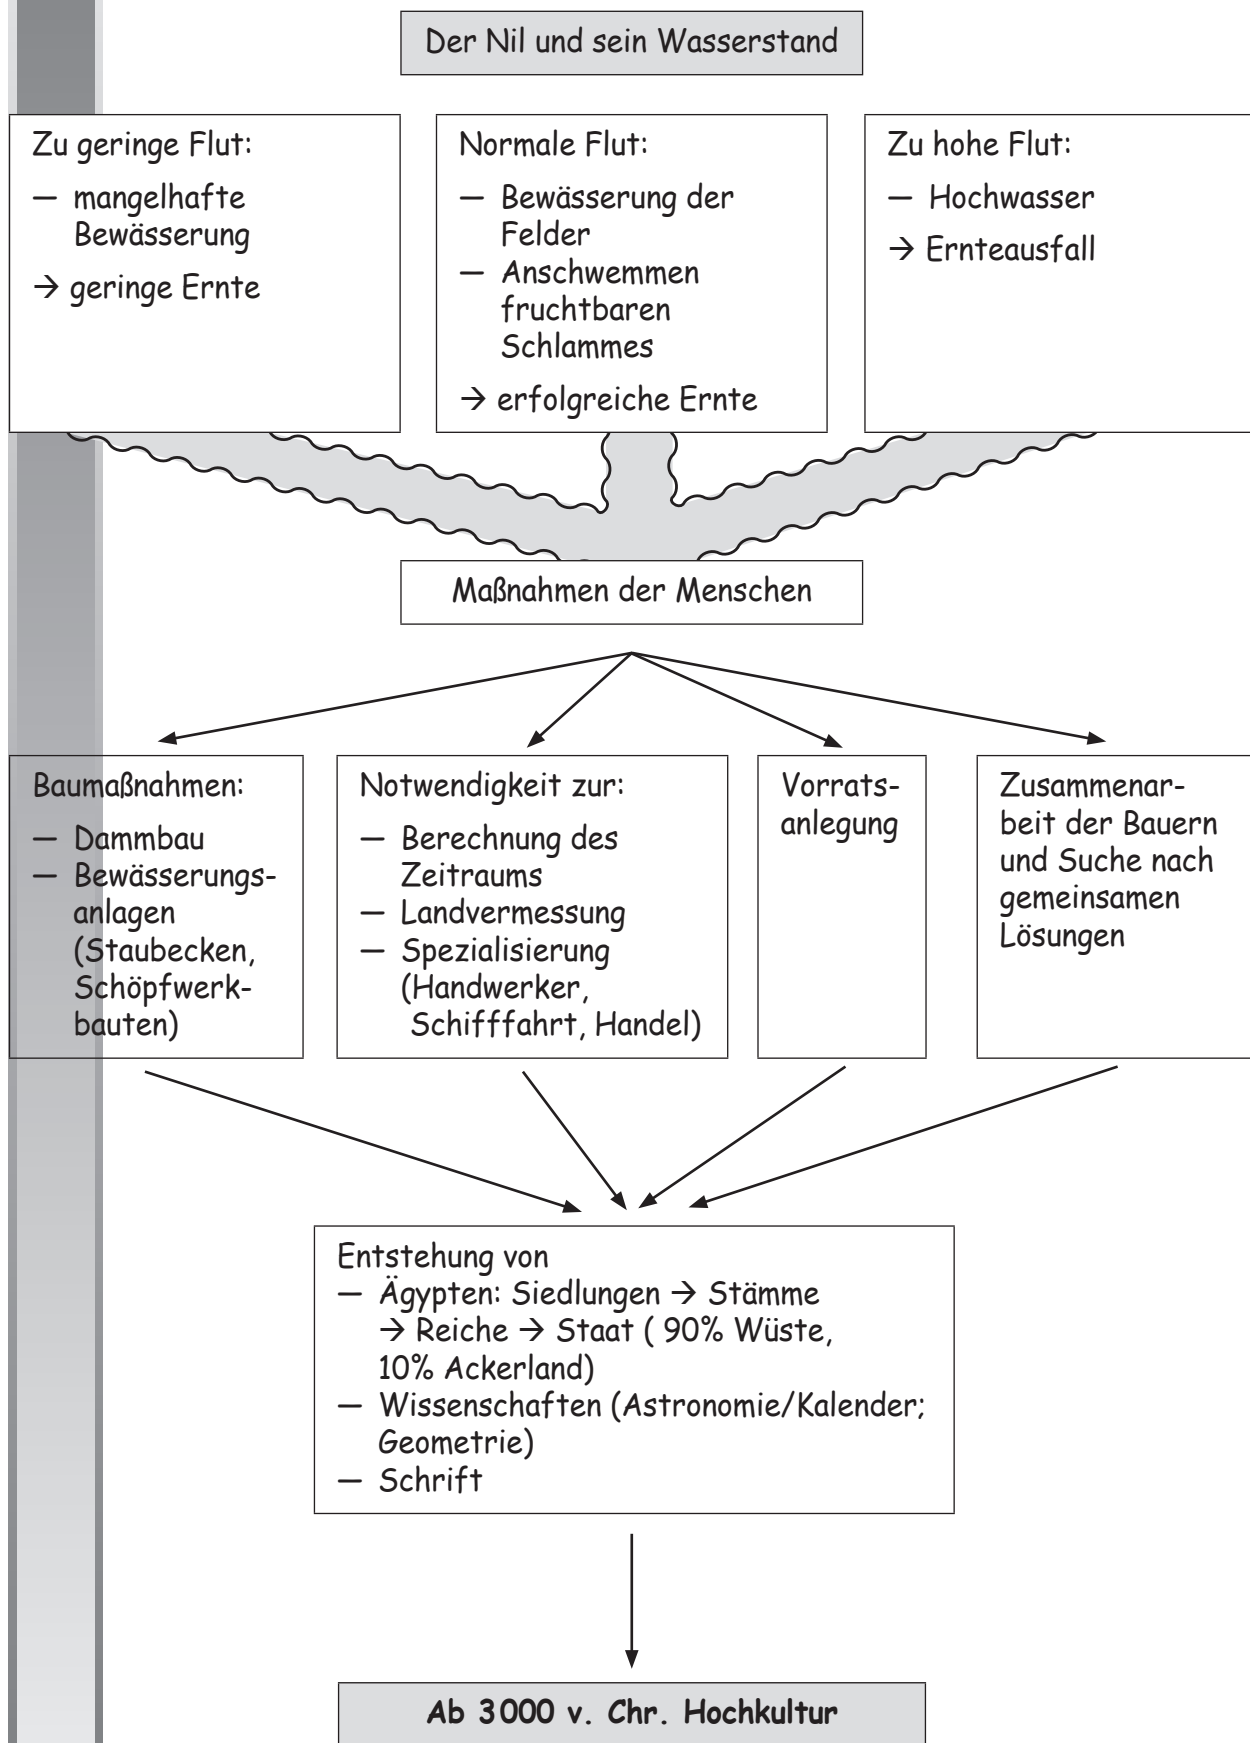 Der Nil und sein Wasserstand
Zu geringe Flut:
— mangelhafte
Bewässerung
→ geringe Ernte
Normale Flut:
— Bewässerung der
Felder
— Anschwemmen
fruchtbaren
Schlammes
→ erfolgreiche Ernte
Zu hohe Flut:
— Hochwasser
→ Ernteausfall
Maßnahmen der Menschen
Baumaßnahmen:
— Dammbau
— Bewässerungs-
anlagen
(Staubecken,
Schöpfwerk-
bauten)
Notwendigkeit zur:
— Berechnung des
Zeitraums
— Landvermessung
— Spezialisierung
(Handwerker,
Schifffahrt, Handel)
Vorrats-
anlegung
Zusammenar-
beit der Bauern
und Suche nach
gemeinsamen
Lösungen
Entstehung von
— Ägypten: Siedlungen → Stämme
→ Reiche → Staat ( 90% Wüste,
10% Ackerland)
— Wissenschaften (Astronomie/Kalender;
Geometrie)
— Schrift
Ab 3000 v. Chr. Hochkultur